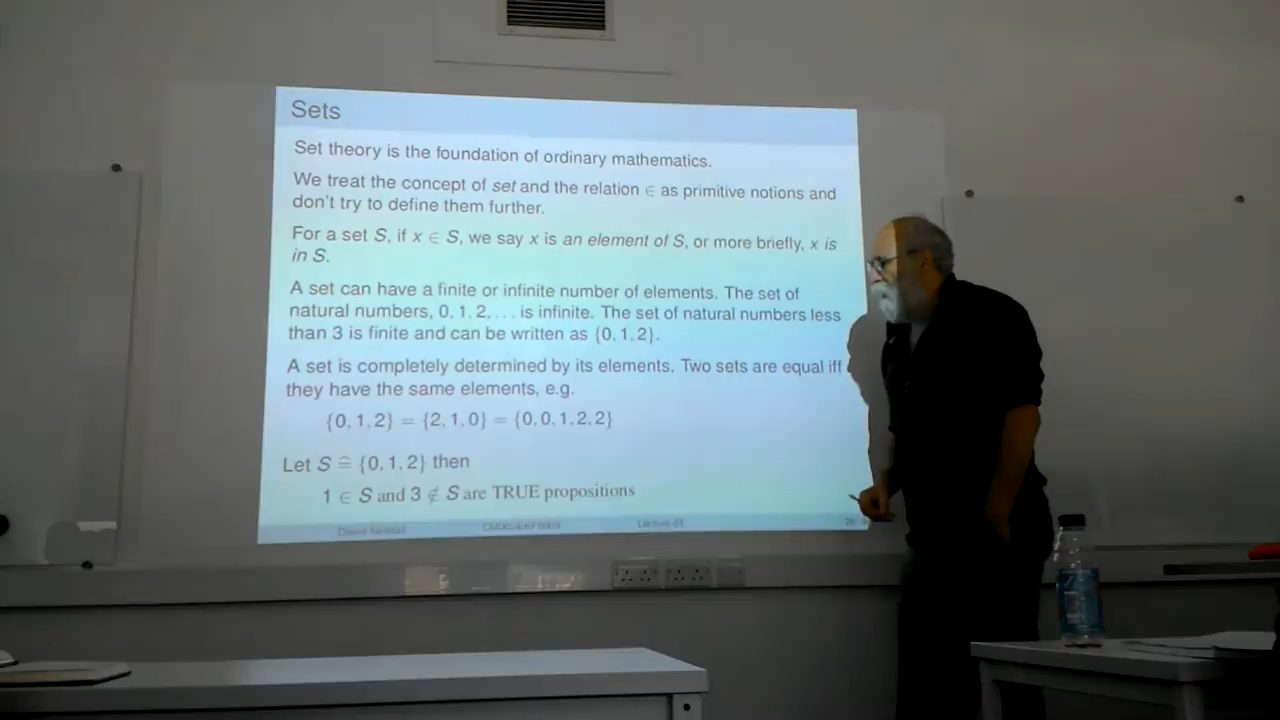 Sets
Set theory is the foundation of ordinary mathematics.
We treat the concept of set and the relation ∈ as primitive notions and
don't try to define them further.
For a set S, if x ∈ S, we say x is an element of S, or more briefly, x is
in S.
A set can have a finite or infinite number of elements. The set of
natural numbers, 0, 1, 2, … is infinite. The set of natural numbers less
than 3 is finite and can be written as {0, 1, 2}.
A set is completely determined by its elements. Two sets are equal iff
they have the same elements, e.g.
{0, 1, 2} = {2, 1, 0} = {0, 0, 1, 2, 2}
Let S ≙ {0, 1, 2} then
1 ∈ S and 3 ∉ S are TRUE propositions
David Kendall Lecture 01